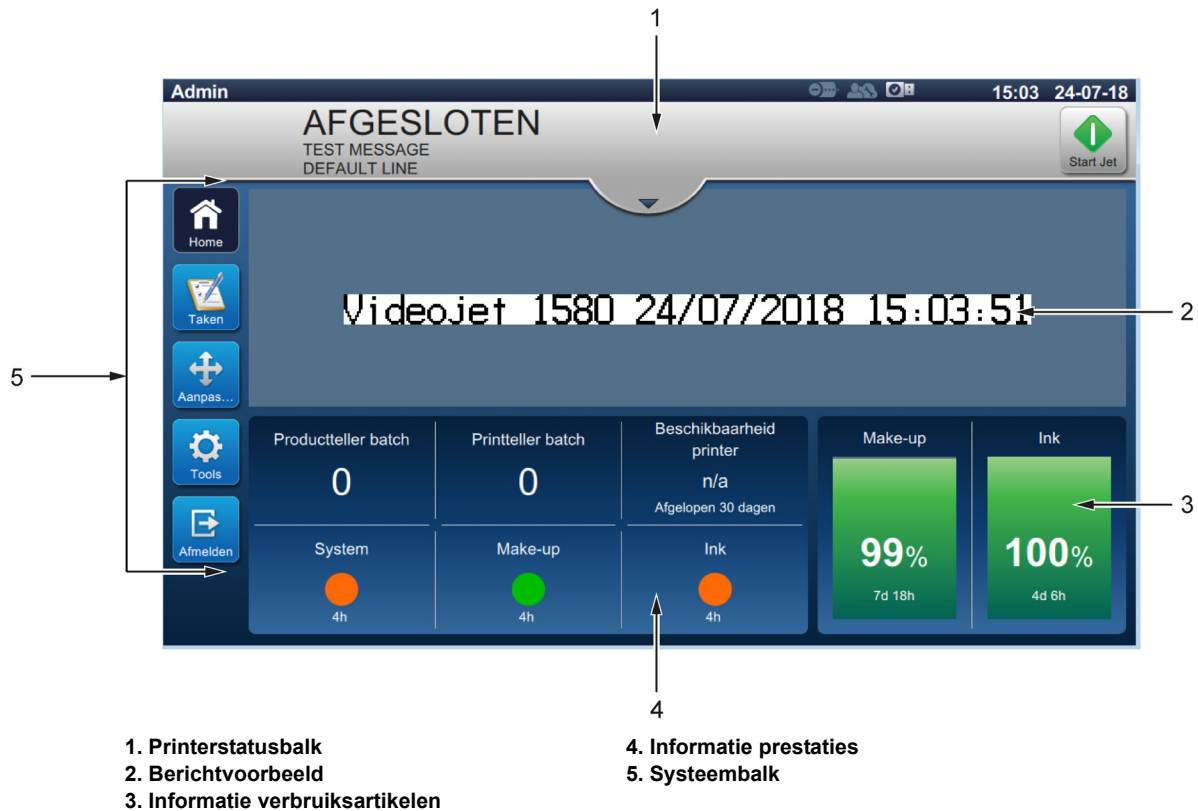 1
Admin
15:03 24-07-18
AFGESLOTEN
TEST MESSAGE
DEFAULT LINE
Start Jet
Home
Taken
Aanpas...
Tools
Afmelden
5
Videojet 1580 24/07/2018 15:03:51
2
Productteller batch
0
Printteller batch
0
Beschikbaarheid
printer
n/a
Afgelopen 30 dagen
System
4h
Make-up
4h
Ink
4h
Make-up
99%
7d 18h
Ink
100%
4d 6h
3
4
1. Printerstatusbalk
2. Berichtvoorbeeld
3. Informatie verbruiksartikelen
4. Informatie prestaties
5. Systeembalk